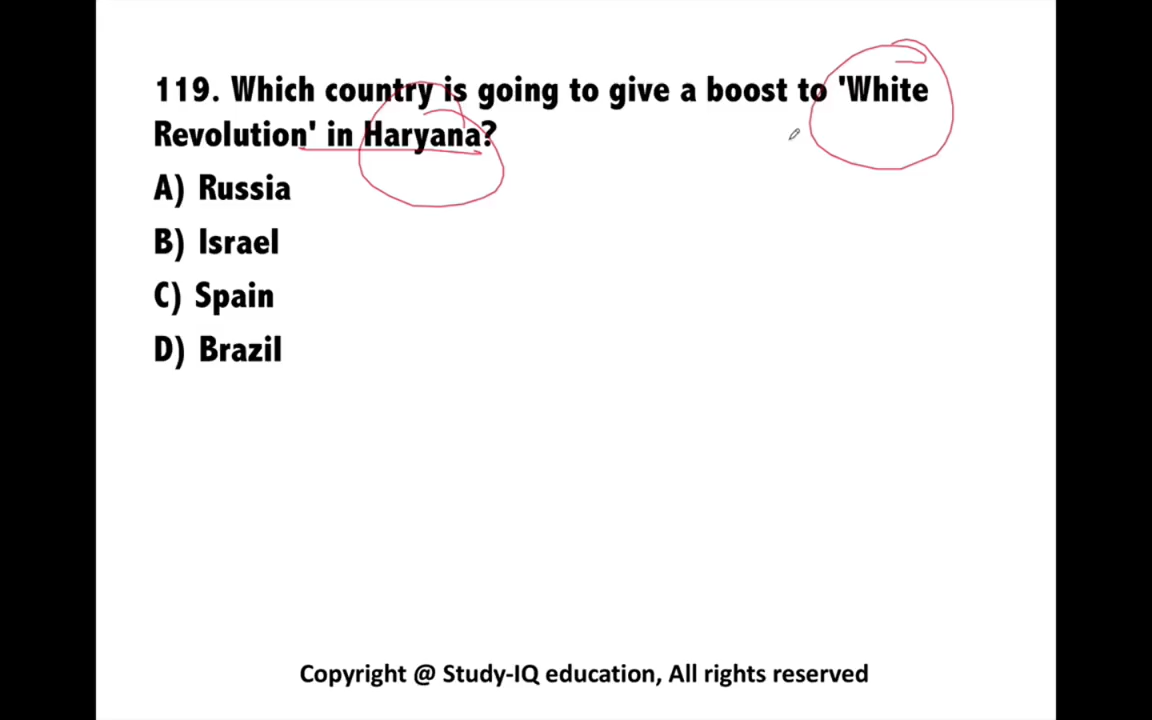 119. Which country is going to give a boost to 'White
Revolution' in Haryana?
A) Russia
B) Israel
C) Spain
D) Brazil
Copyright @ Study-IQ education, All rights reserved